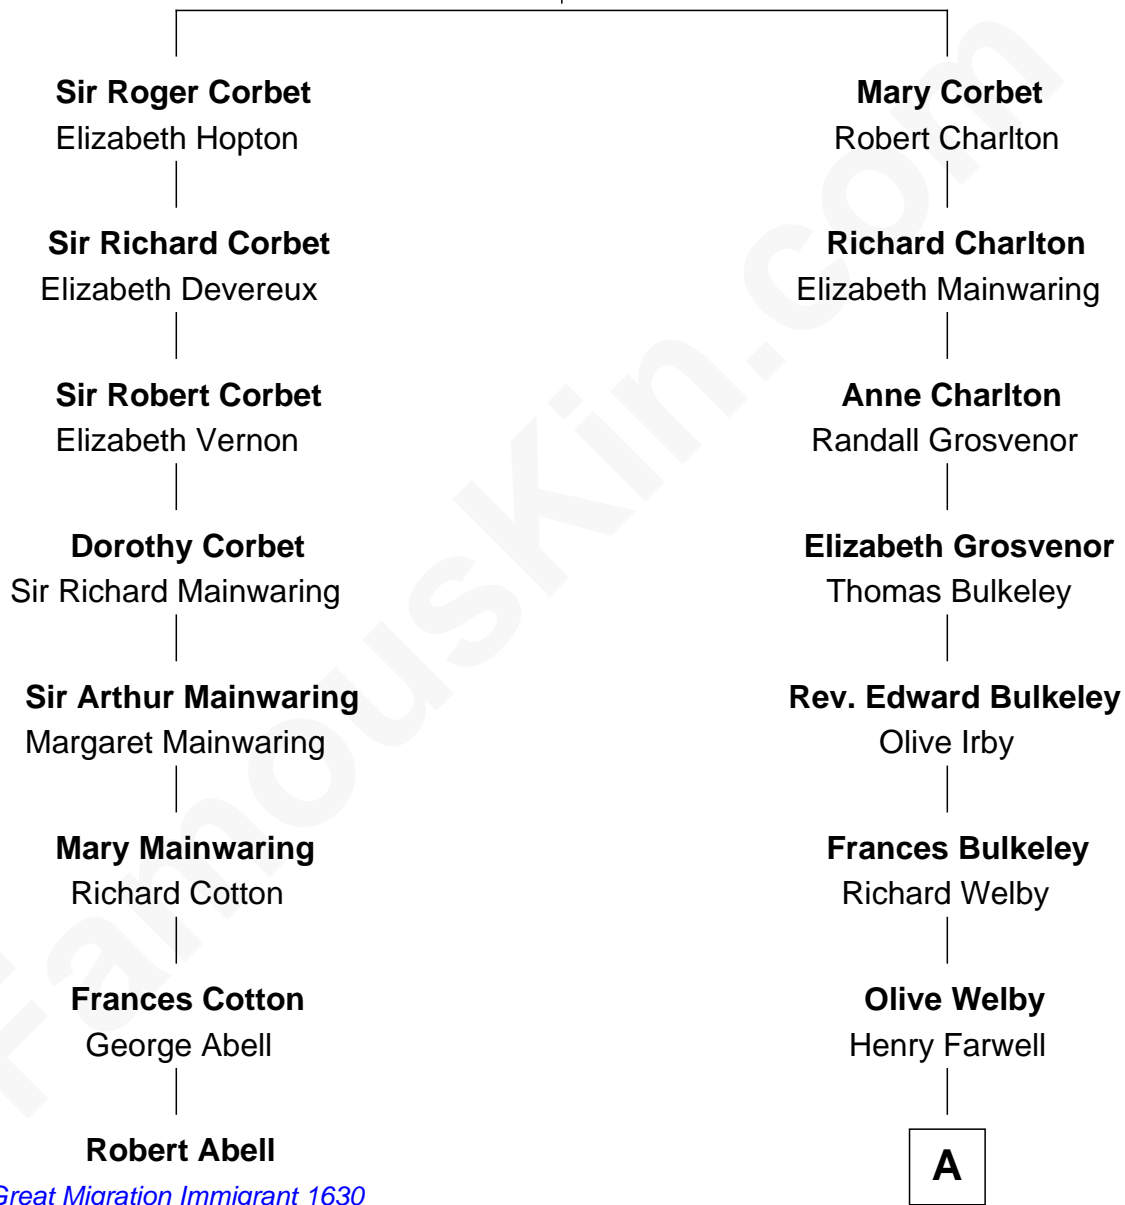 Sir Roger Corbet
Elizabeth Hopton
Sir Richard Corbet
Elizabeth Devereux
Sir Robert Corbet
Elizabeth Vernon
Dorothy Corbet
Sir Richard Mainwaring
Sir Arthur Mainwaring
Margaret Mainwaring
Mary Mainwaring
Richard Cotton
Frances Cotton
George Abell
Robert Abell
Great Migration Immigrant 1630
Mary Corbet
Robert Charlton
Richard Charlton
Elizabeth Mainwaring
Anne Charlton
Randall Grosvenor
Elizabeth Grosvenor
Thomas Bulkeley
Rev. Edward Bulkeley
Olive Irby
Frances Bulkeley
Richard Welby
Olive Welby
Henry Farwell
A
FamousKin.com